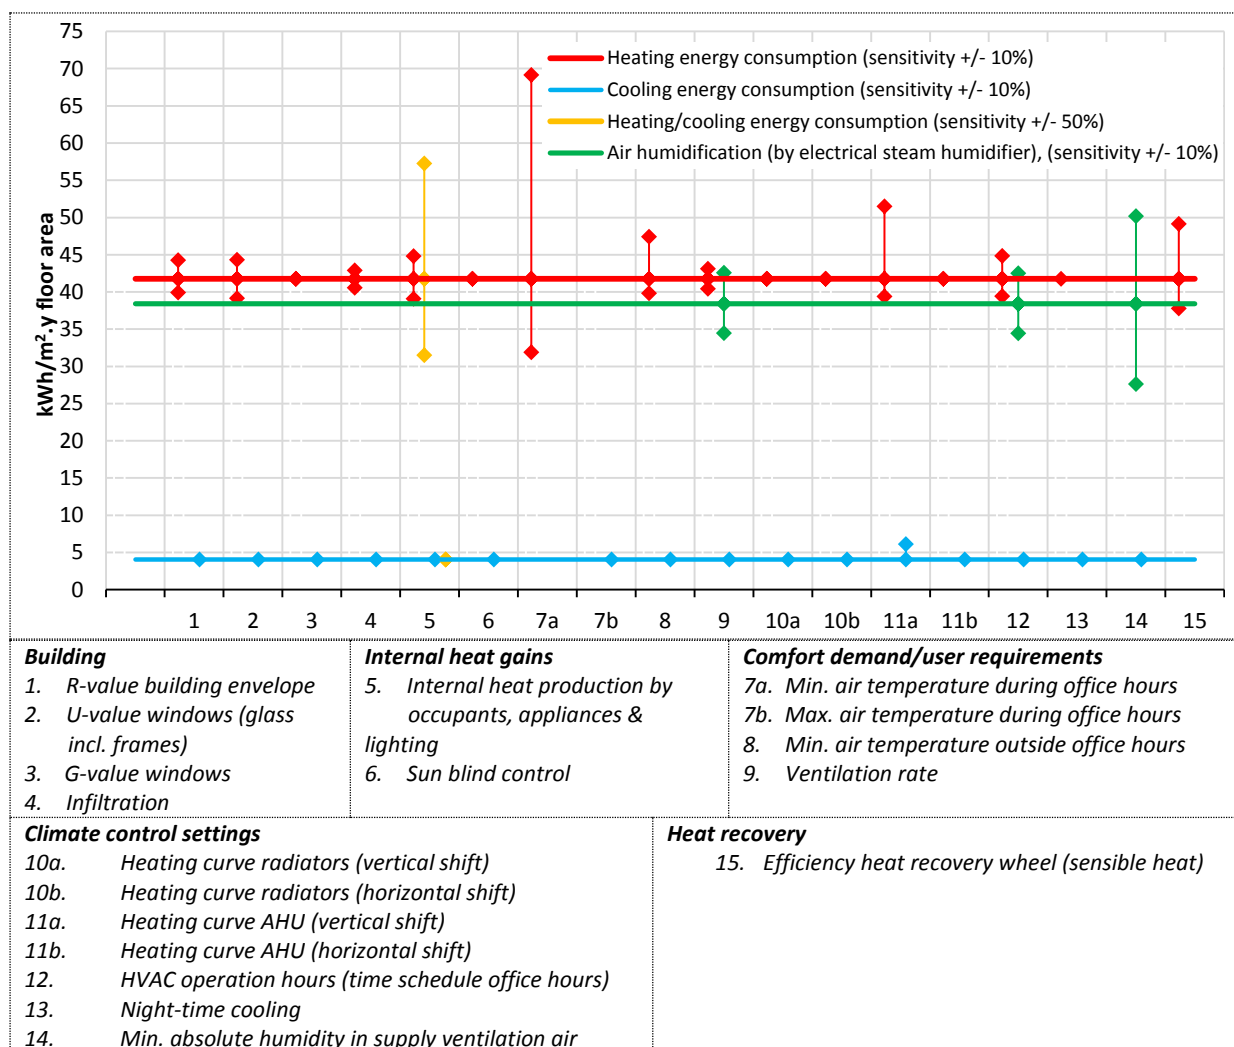 75
70
65
60
55
50
45
40
35
30
25
20
15
10
5
0
kWh/m².y floor area
Heating energy consumption (sensitivity +/- 10%)
Cooling energy consumption (sensitivity +/- 10%)
Heating/cooling energy consumption (sensitivity +/- 50%)
Air humidification (by electrical steam humidifier), (sensitivity +/- 10%)
1 2 3 4 5 6 7a 7b 8 9 10a 10b 11a 11b 12 13 14 15
Building
1. R-value building envelope
2. U-value windows (glass
incl. frames)
3. G-value windows
4. Infiltration
Internal heat gains
5. Internal heat production by
occupants, appliances &
lighting
6. Sun blind control
Comfort demand/user requirements
7a. Min. air temperature during office hours
7b. Max. air temperature during office hours
8. Min. air temperature outside office hours
9. Ventilation rate
Climate control settings
10a. Heating curve radiators (vertical shift)
10b. Heating curve radiators (horizontal shift)
11a. Heating curve AHU (vertical shift)
11b. Heating curve AHU (horizontal shift)
12. HVAC operation hours (time schedule office hours)
13. Night-time cooling
14. Min. absolute humidity in supply ventilation air
Heat recovery
15. Efficiency heat recovery wheel (sensible heat)